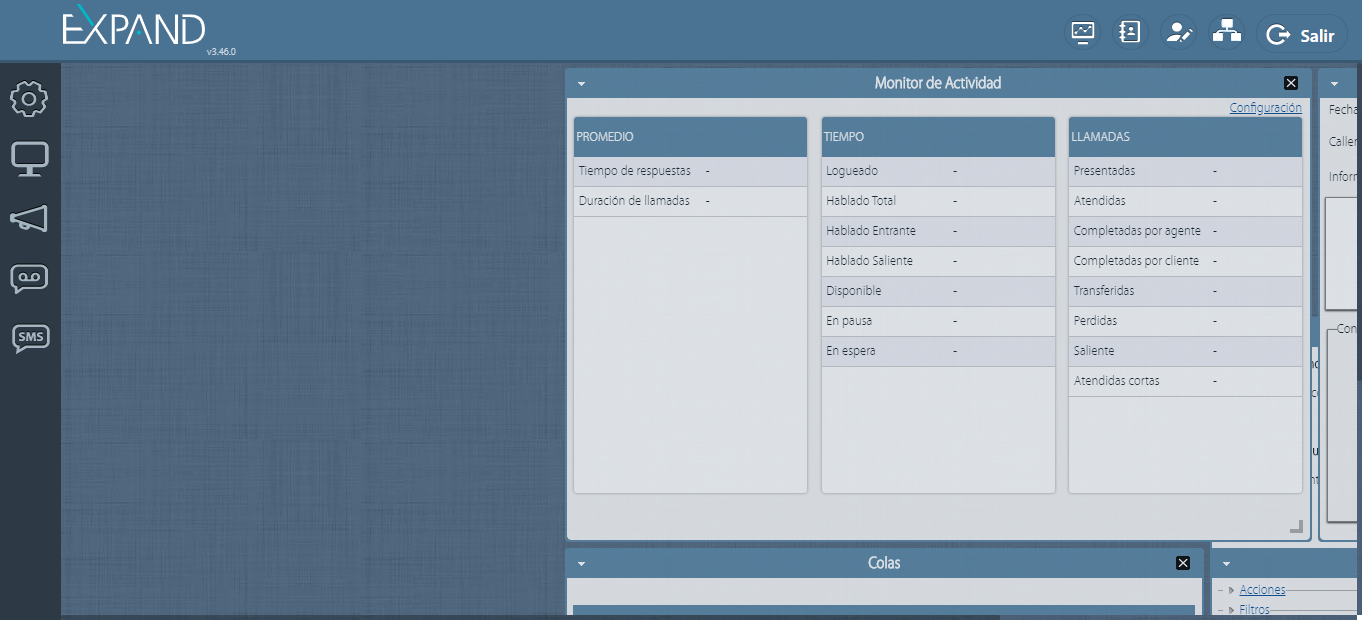 EXPAND
v3.46.0
Salir
SMS
Monitor de Actividad
Configuración
PROMEDIO
Tiempo de respuestas -
Duración de llamadas -
TIEMPO
Logueado -
Hablado Total -
Hablado Entrante -
Hablado Saliente -
Disponible -
En pausa -
En espera -
LLAMADAS
Presentadas -
Atendidas -
Completadas por agente -
Completadas por cliente -
Transferidas -
Perdidas -
Saliente -
Atendidas cortas -
Fecha
Caller
Inform
Con
Colas
Acciones
Filtros